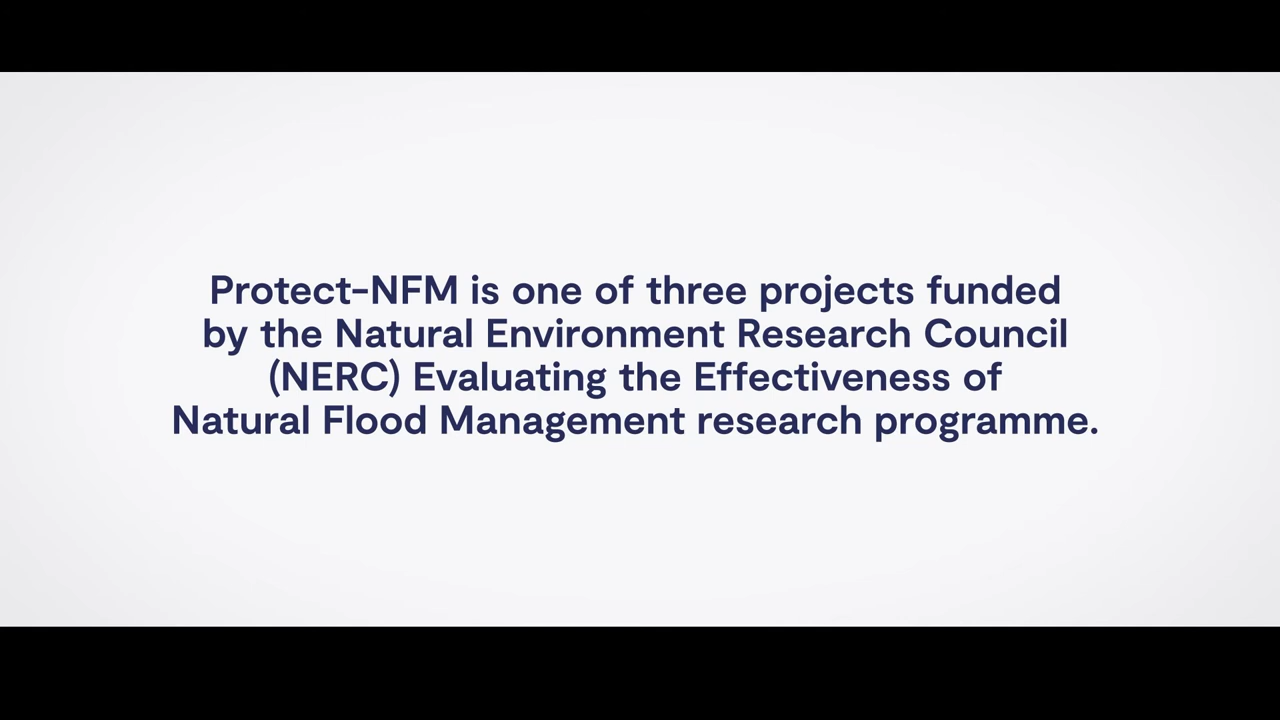 Protect-NFM is one of three projects funded
by the Natural Environment Research Council
(NERC) Evaluating the Effectiveness of
Natural Flood Management research programme.